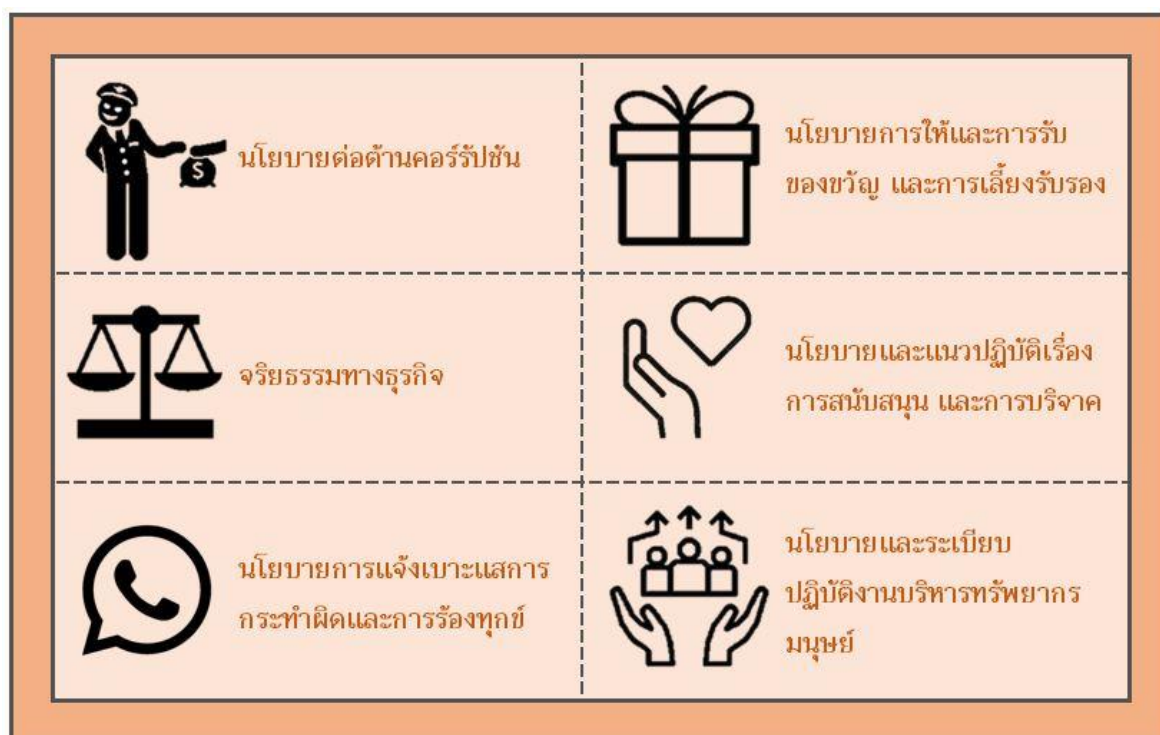 นโยบายต่อต้านคอร์รัปชัน
นโยบายการให้และการรับ
ของขวัญ และการเลี้ยงรับรอง
จริยธรรมทางธุรกิจ
นโยบายและแนวปฏิบัติเรื่อง
การสนับสนุน และการบริจาค
นโยบายการแจ้งเบาะแสการ
กระทำผิดและการร้องทุกข์
นโยบายและระเบียบ
ปฏิบัติงานบริหารทรัพยากร
มนุษย์
$